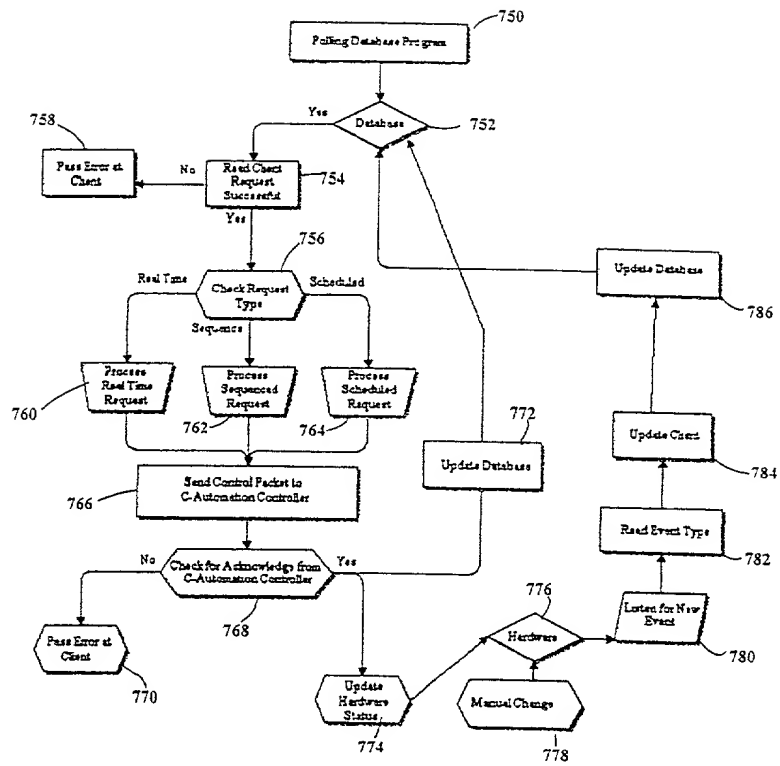 750
Polling Database Program
Yes
Database
752
758
Pass Error at
Client
No
Read Client
Request
Successful
754
Yes
756
Real Time
Check Request
Type
Scheduled
Sequence
Update Database
786
760
Process
Real Time
Request
Process
Sequenced
Request
762
Process
Scheduled
Request
764
772
Update Database
Update Client
784
766
Send Control Packet to
C-Automation Controller
Read Event Type
782
No
Check for Acknowledge from
C-Automation Controller
Yes
768
776
Hardware
Listen for New
Event
780
Pass Error at
Client
770
Update
Hardware
Status
774
Manual Change
778